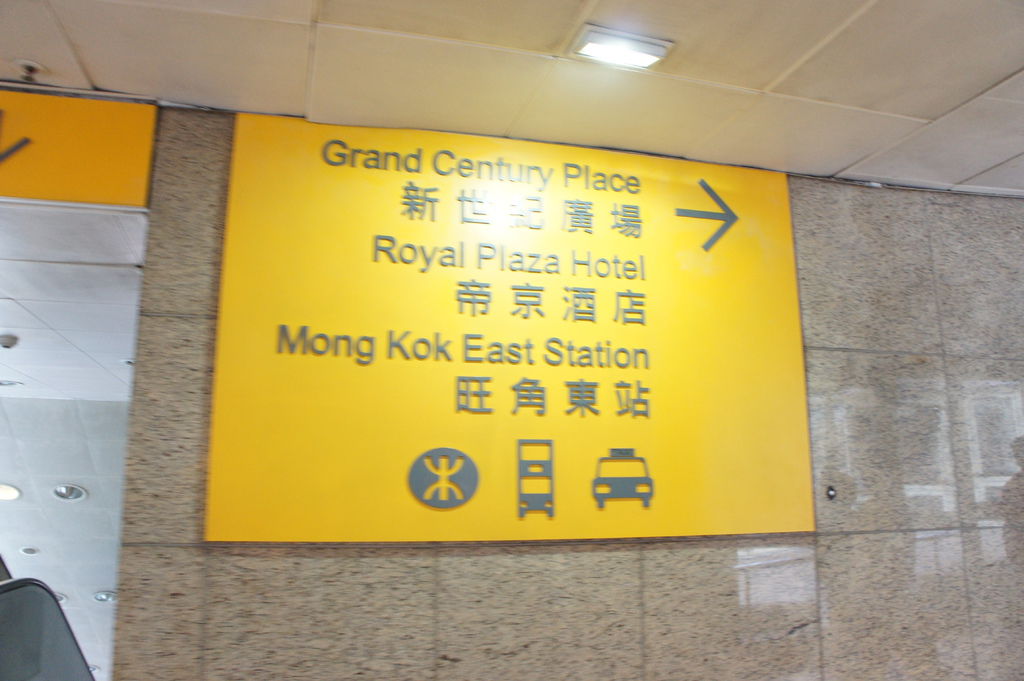 Grand Century Place
新世紀廣場
Royal Plaza Hotel
帝京酒店
Mong Kok East Station
旺角東站